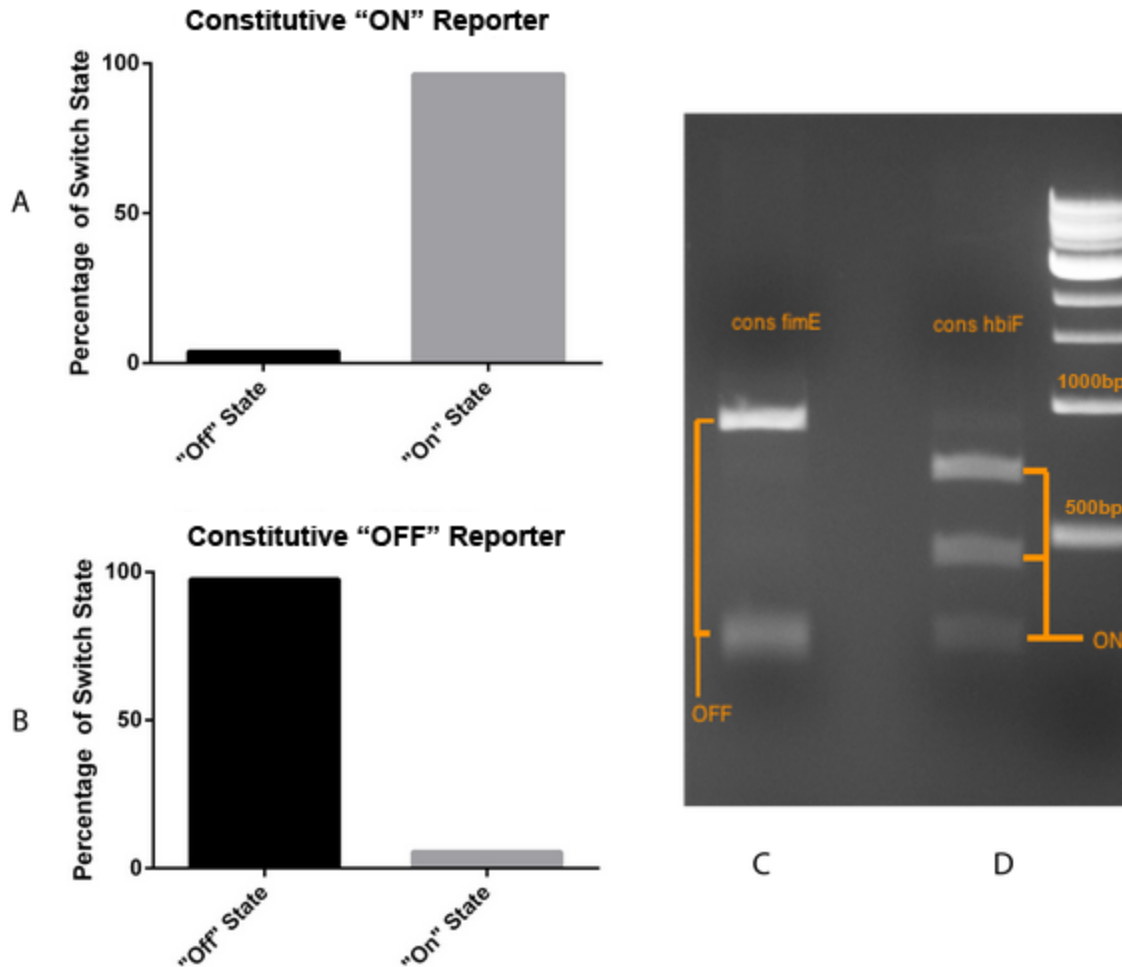 Constitutive “ON” Reporter
A
Percentage of Switch State
100
50
0
"Off" State
"On" State
Constitutive “OFF” Reporter
B
Percentage of Switch State
100
50
0
"Off" State
"On" State
cons fimE
cons hbiF
1000bp
500bp
ON
OFF
C
D